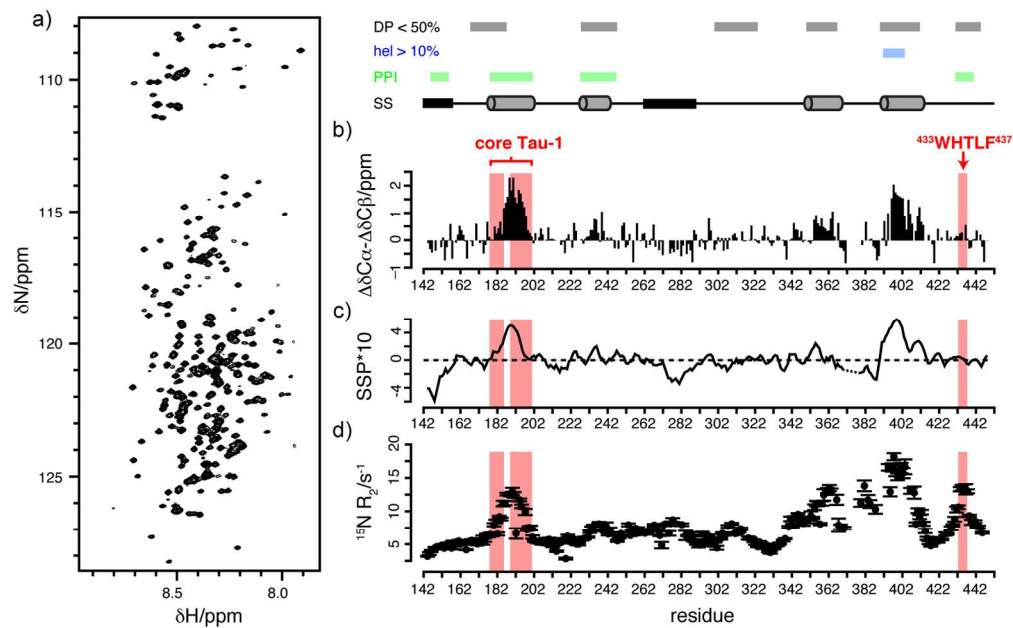 a)
110
115
120
125
δN/ppm
8.5
8.0
δH/ppm
DP < 50%
hel > 10%
PPI
SS
b)
core Tau-1
⁴³³WHTLF⁴³⁷
ΔδCα-ΔδCβ/ppm
2
1
0
−1
142 162 182 202 222 242 262 282 302 322 342 362 382 402 422 442
c)
SSP*10
4
0
-4
142 162 182 202 222 242 262 282 302 322 342 362 382 402 422 442
d)
¹⁵N R₂/s⁻¹
20
15
10
5
142 162 182 202 222 242 262 282 302 322 342 362 382 402 422 442
residue